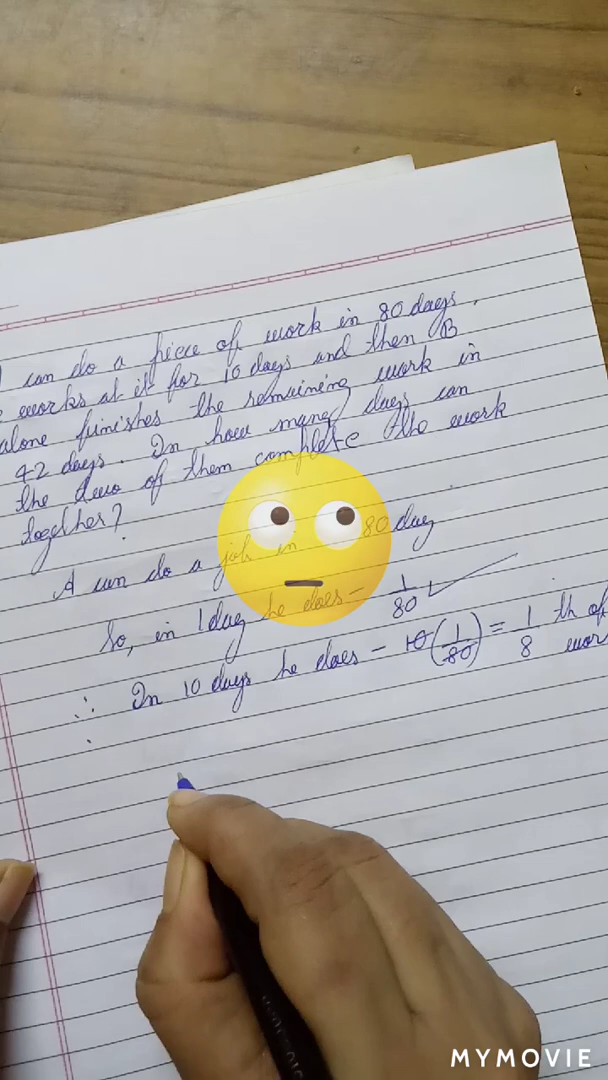 can do a piece of work in 80 days.
works at it for 10 days and then B
alone finishes the remaining work in
42 days. In how many days can
the two of them complete the work
together?
A can do a job in 80 day
So, in 1 day he does - 1/80
∴ In 10 days he does - 10(1/80) = 1/8 th of
work
MYMOVIE